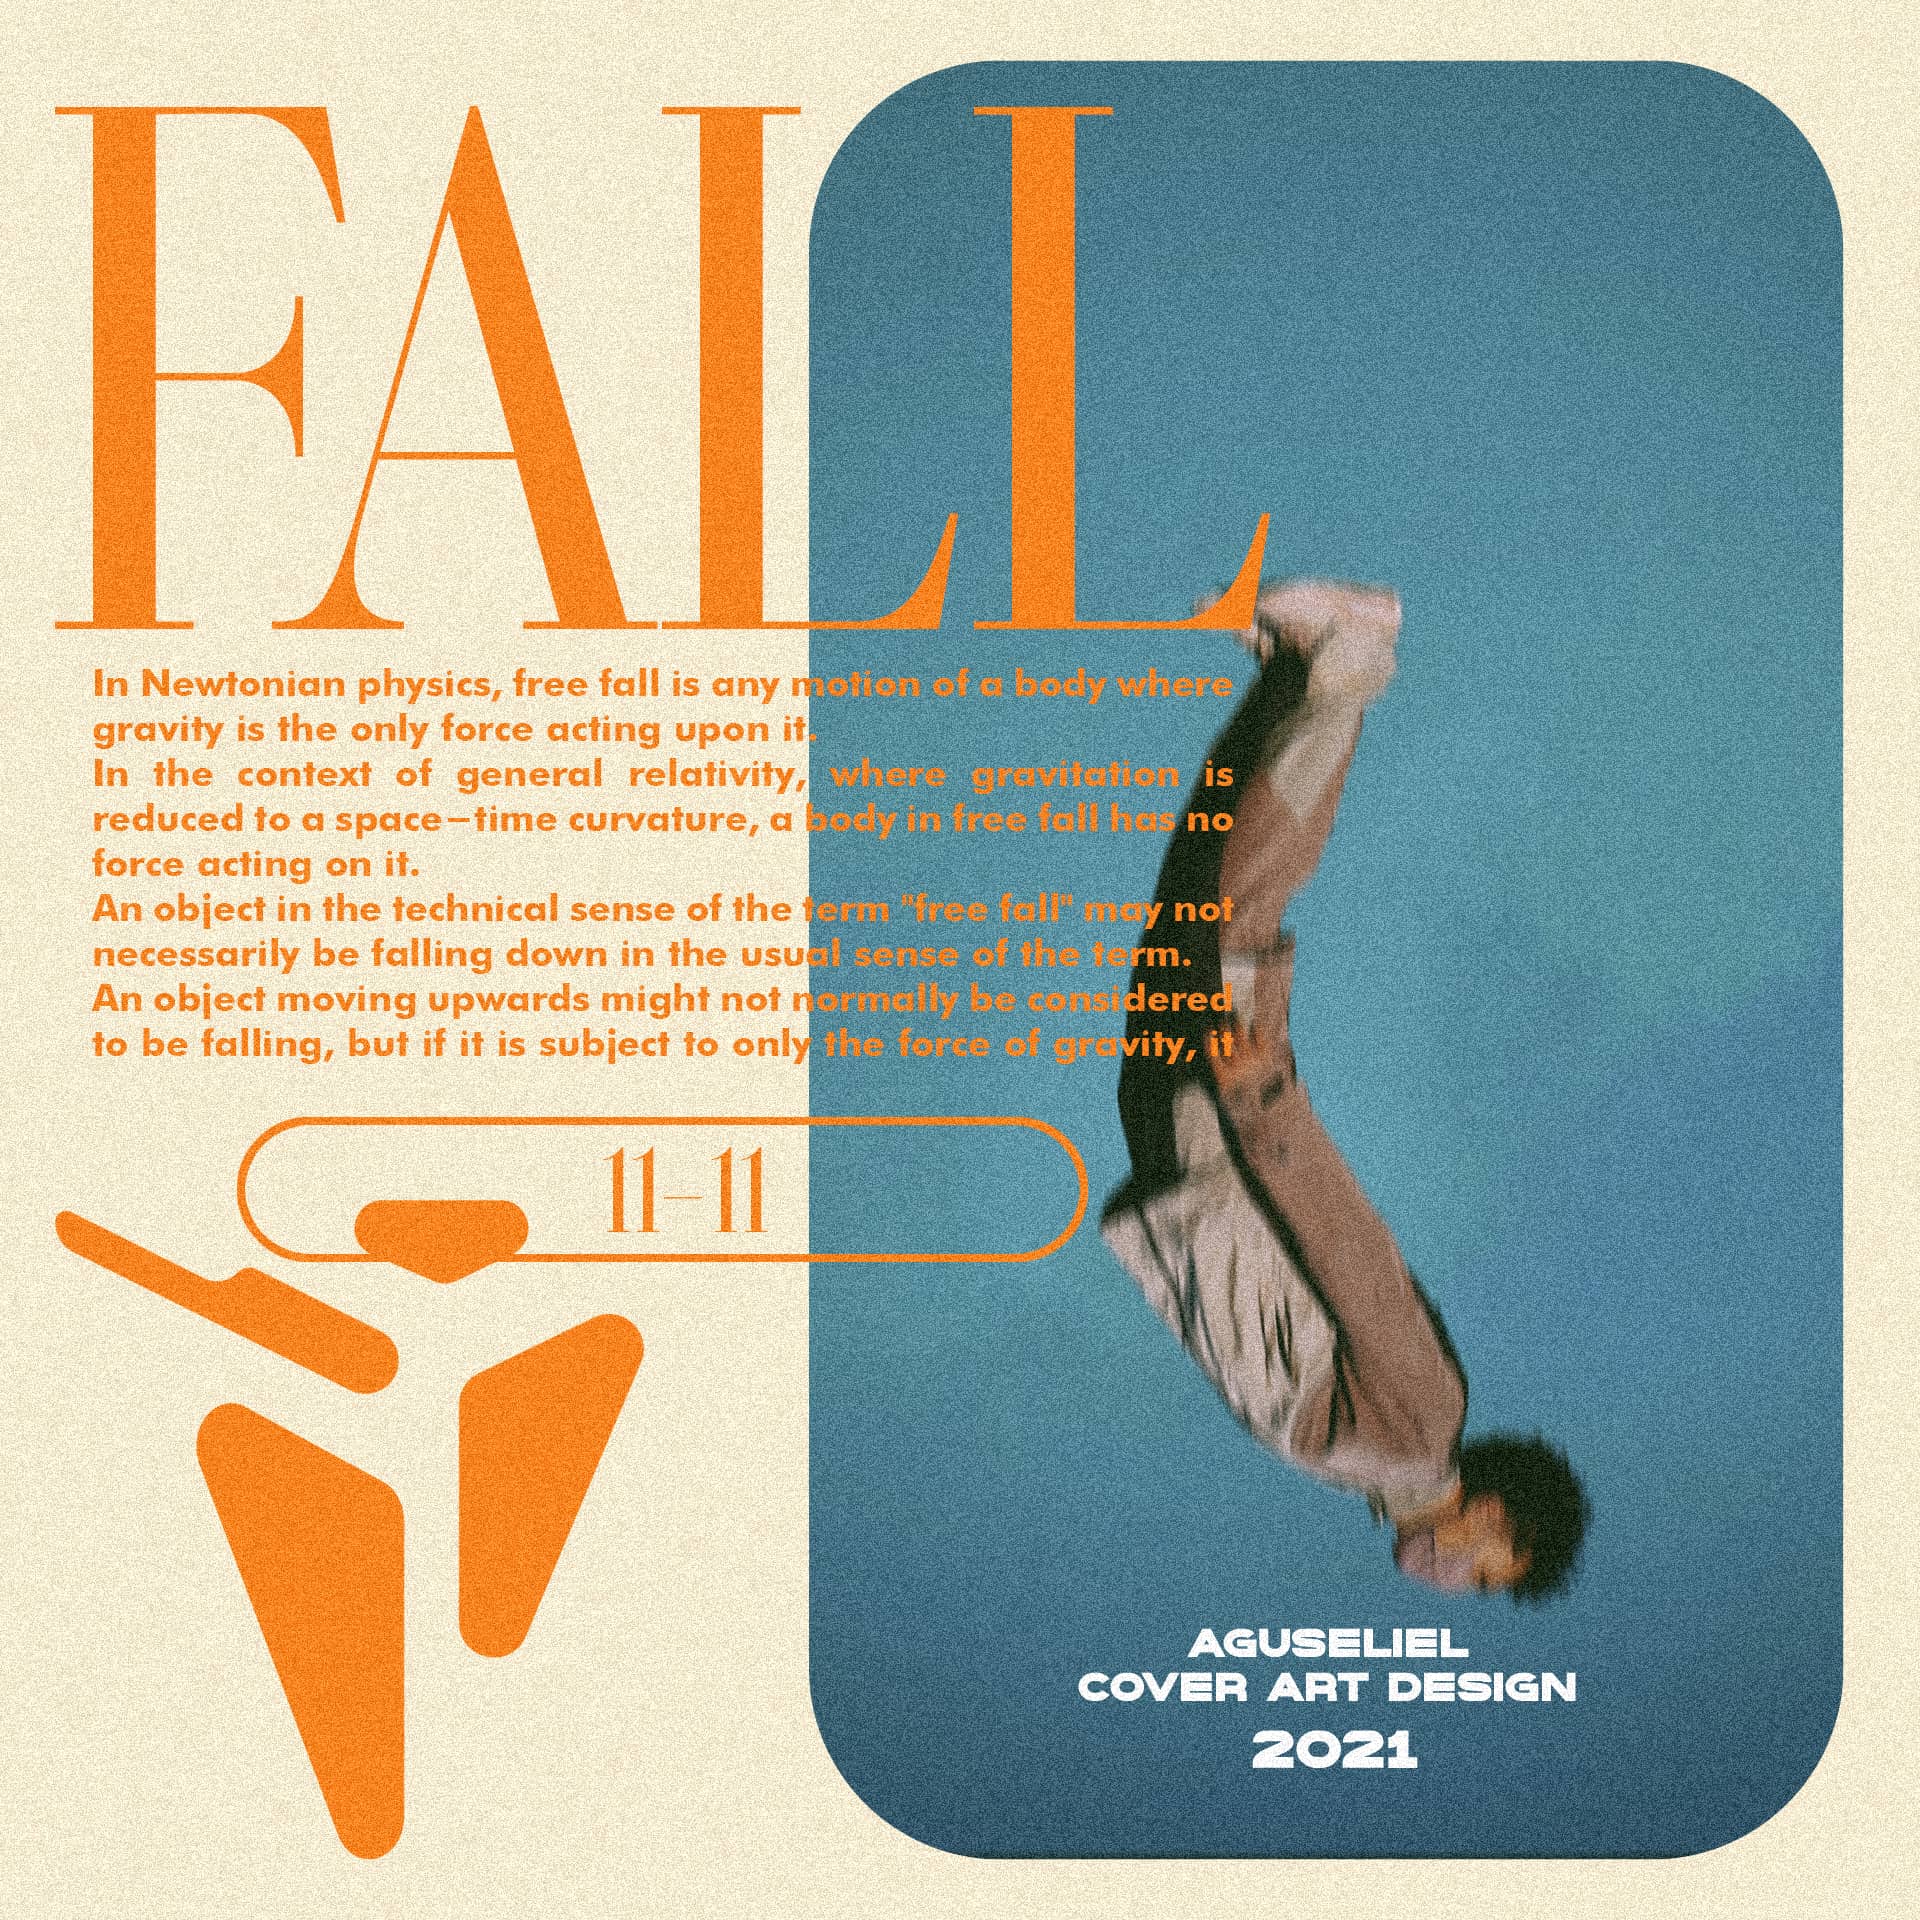 FALL
In Newtonian physics, free fall is any motion of a body where
gravity is the only force acting upon it.
In the context of general relativity, where gravitation is
reduced to a space–time curvature, a body in free fall has no
force acting on it.
An object in the technical sense of the term "free fall" may not
necessarily be falling down in the usual sense of the term.
An object moving upwards might not normally be considered
to be falling, but if it is subject to only the force of gravity, it
11–11
AGUSELIEL
COVER ART DESIGN
2021